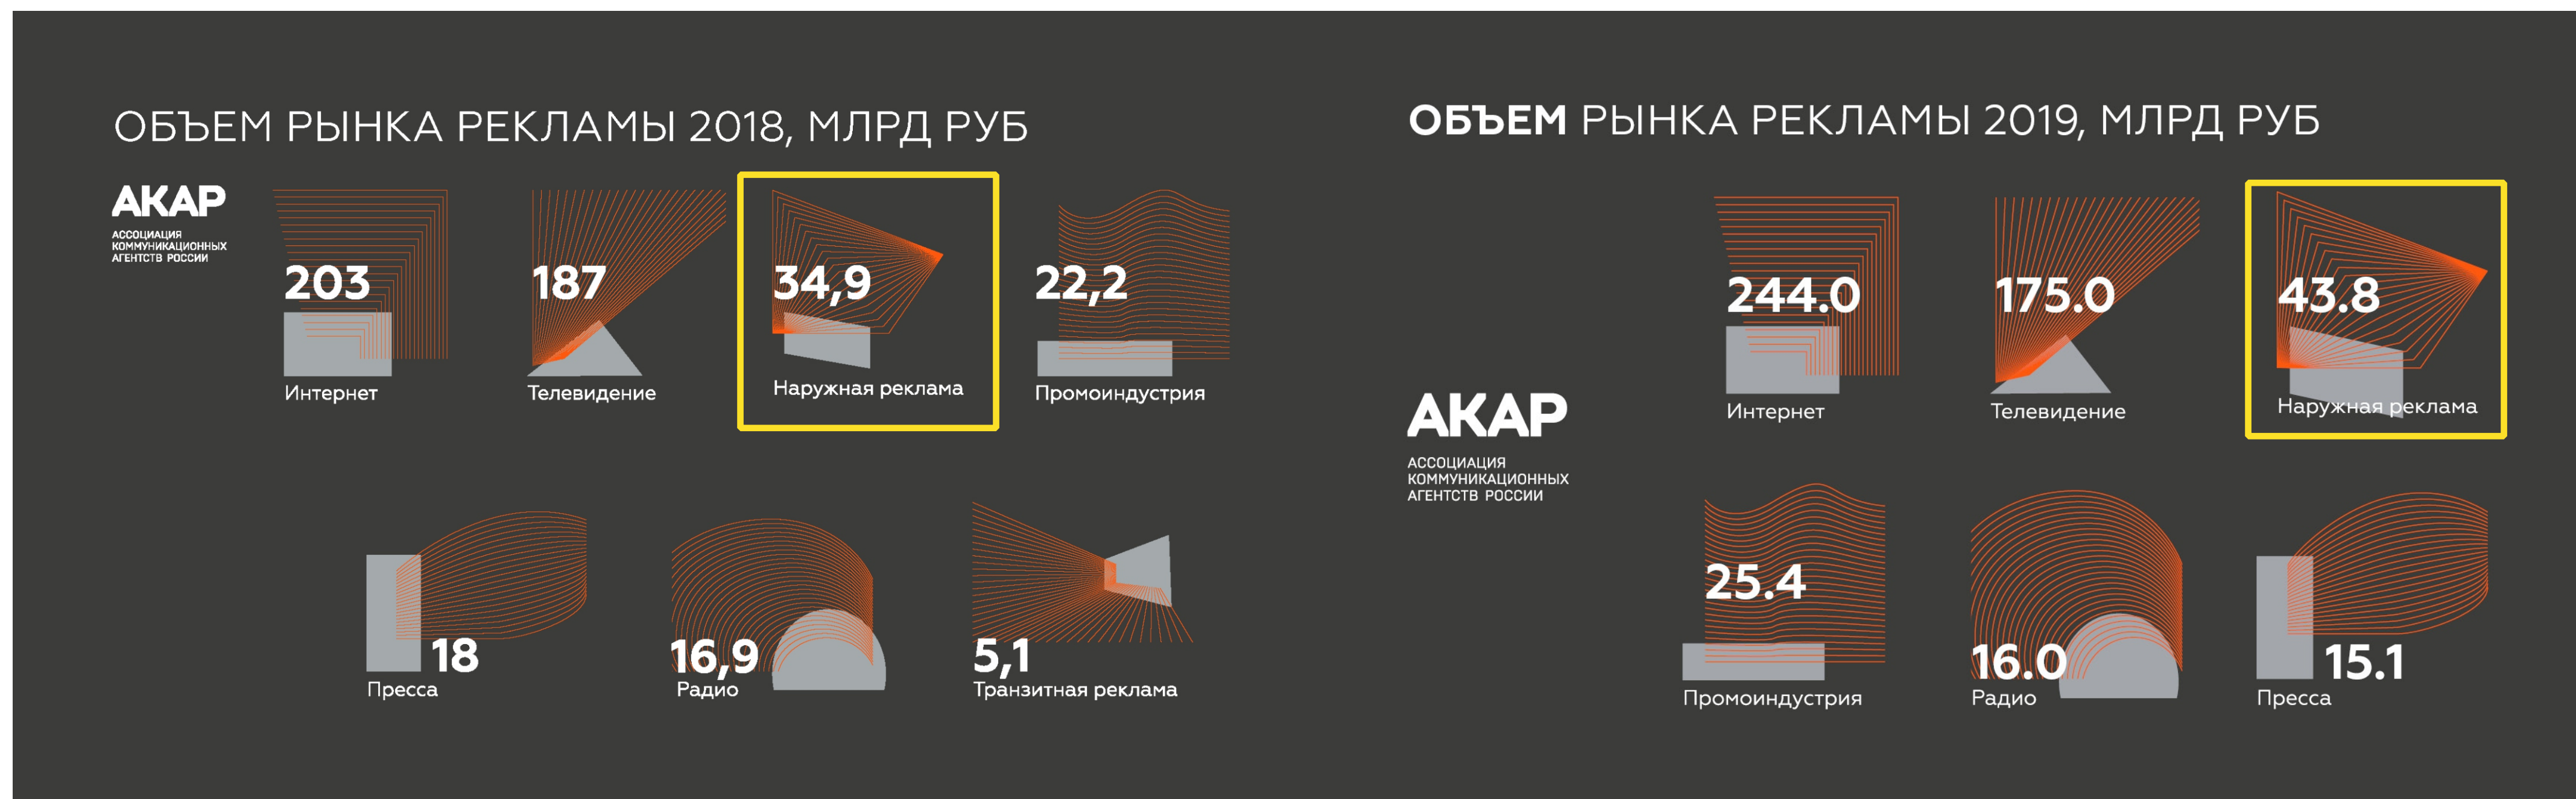 ОБЪЕМ РЫНКА РЕКЛАМЫ 2018, МЛРД РУБ
АКАР
АССОЦИАЦИЯ
КОММУНИКАЦИОННЫХ
АГЕНТСТВ РОССИИ
203
Интернет
187
Телевидение
34,9
Наружная реклама
22,2
Промоиндустрия
18
Пресса
16,9
Радио
5,1
Транзитная реклама
ОБЪЕМ РЫНКА РЕКЛАМЫ 2019, МЛРД РУБ
АКАР
АССОЦИАЦИЯ
КОММУНИКАЦИОННЫХ
АГЕНТСТВ РОССИИ
244.0
Интернет
175.0
Телевидение
43.8
Наружная реклама
25.4
Промоиндустрия
16.0
Радио
15.1
Пресса